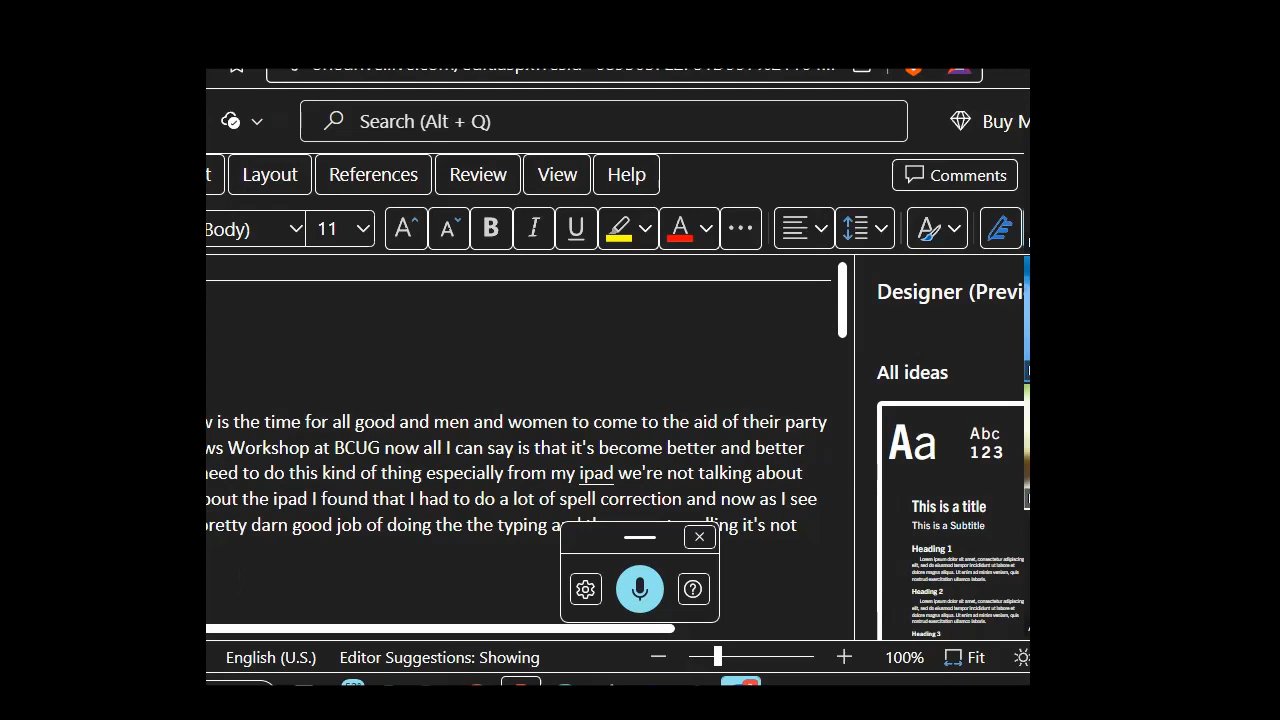 Search (Alt + Q)
Buy M
t Layout References Review View Help
Comments
Body) 11 A A B I U A
Designer (Previ
All ideas
w is the time for all good and men and women to come to the aid of their party
ws Workshop at BCUG now all I can say is that it's become better and better
need to do this kind of thing especially from my ipad we're not talking about
bout the ipad I found that I had to do a lot of spell correction and now as I see
pretty darn good job of doing the the typing it's not
Aa
Abc
123
This is a title
This is a Subtitle
Heading 1
Heading 2
Heading 3
English (U.S.) Editor Suggestions: Showing
100% Fit